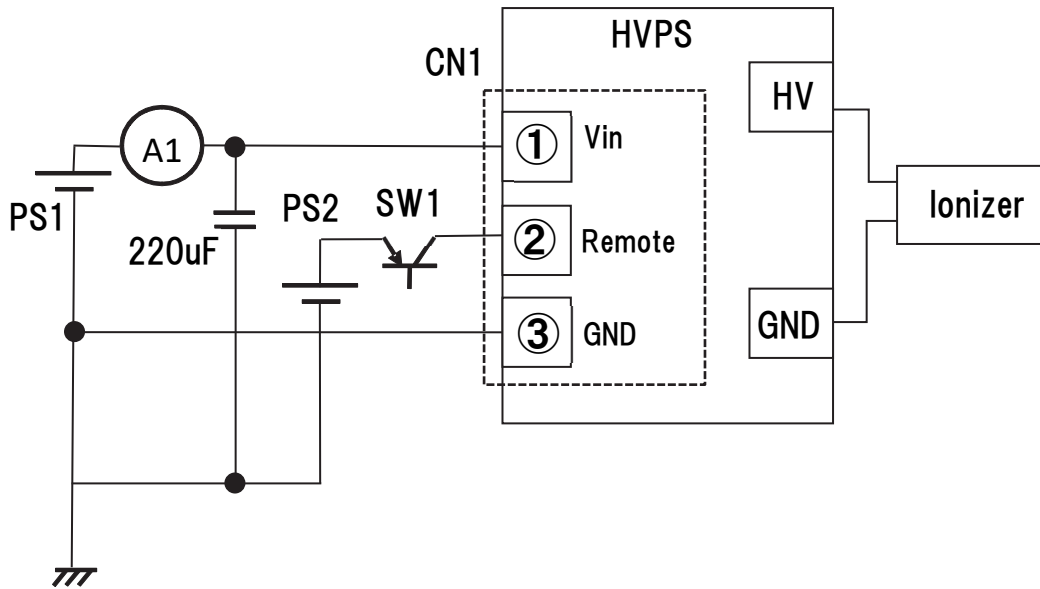 HVPS
CN1
HV
A1
① Vin
PS1
PS2
SW1
Ionizer
220uF
② Remote
③ GND
GND